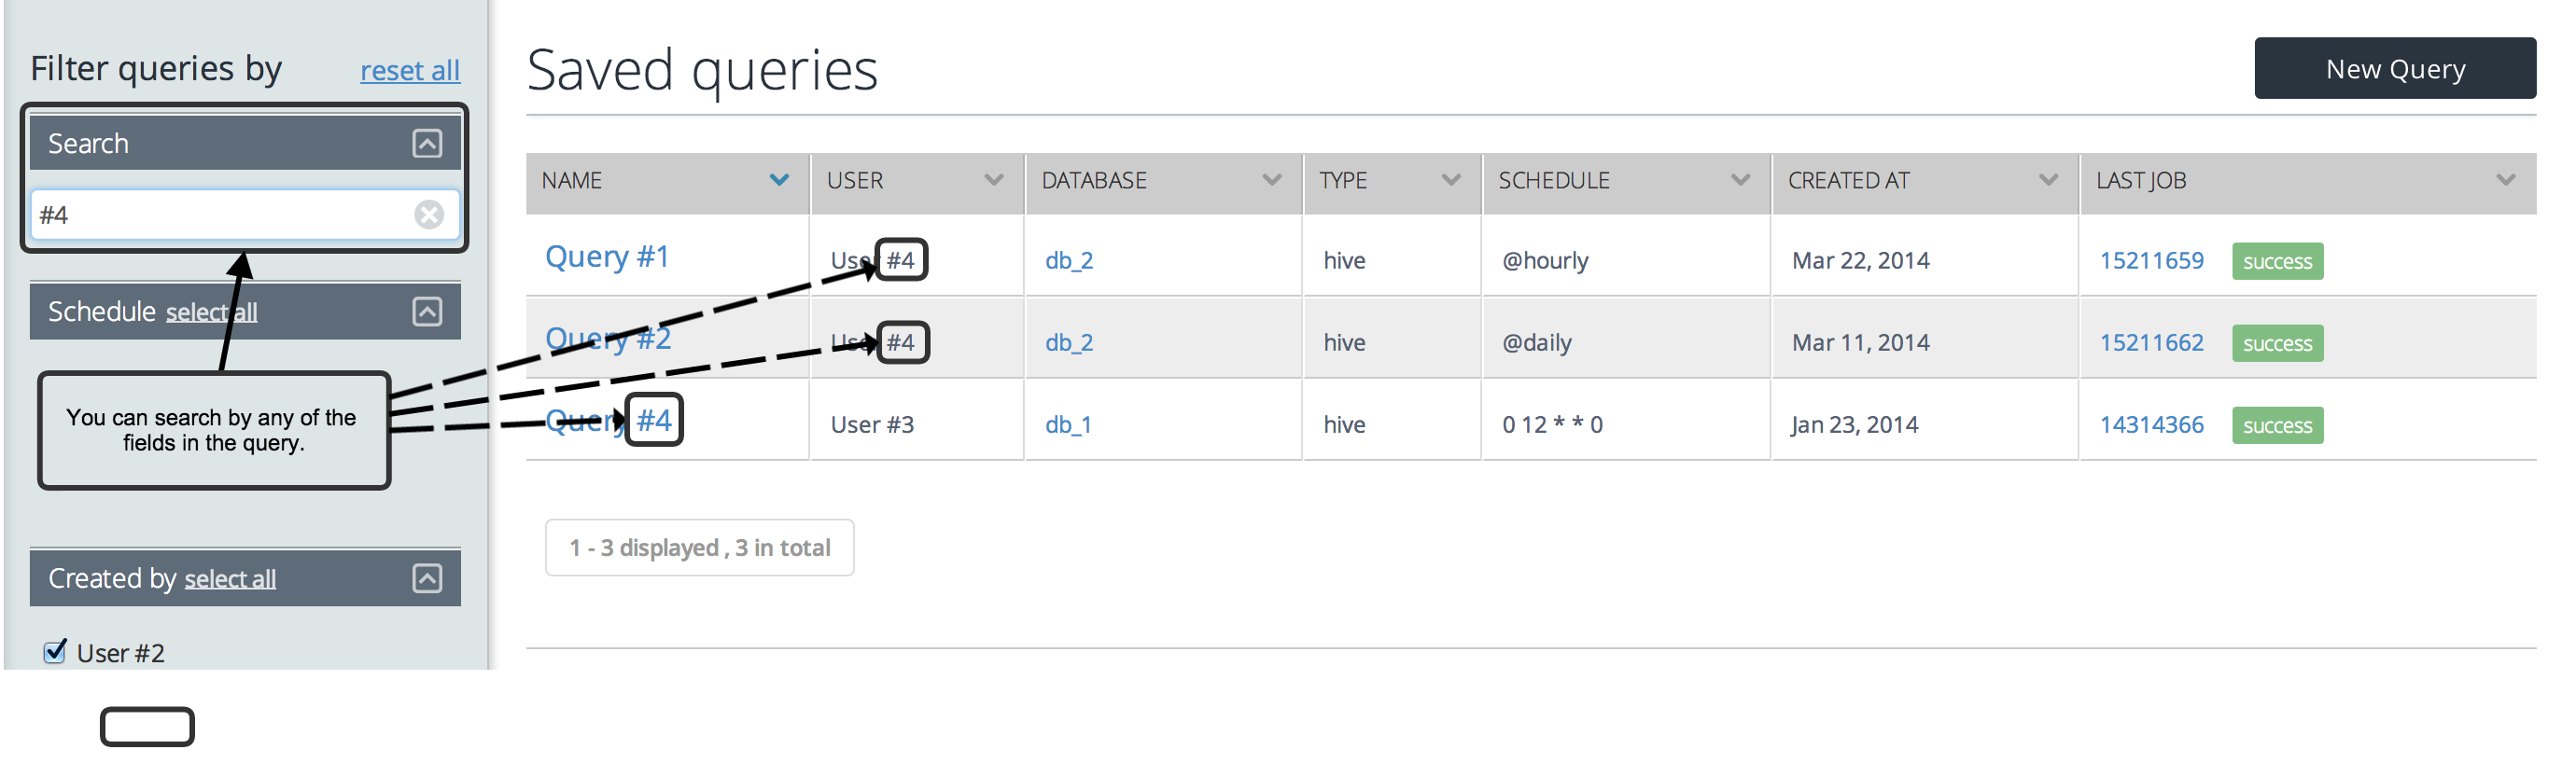 Filter queries by reset all
Search
#4
Schedule select all
You can search by any of the
fields in the query.
Created by select all
User #2
Saved queries
New Query
NAME USER DATABASE TYPE SCHEDULE CREATED AT LAST JOB
Query #1 User #4 db_2 hive @hourly Mar 22, 2014 15211659 success
Query #2 User #4 db_2 hive @daily Mar 11, 2014 15211662 success
Query #4 User #3 db_1 hive 0 12 * * 0 Jan 23, 2014 14314366 success
1 - 3 displayed , 3 in total